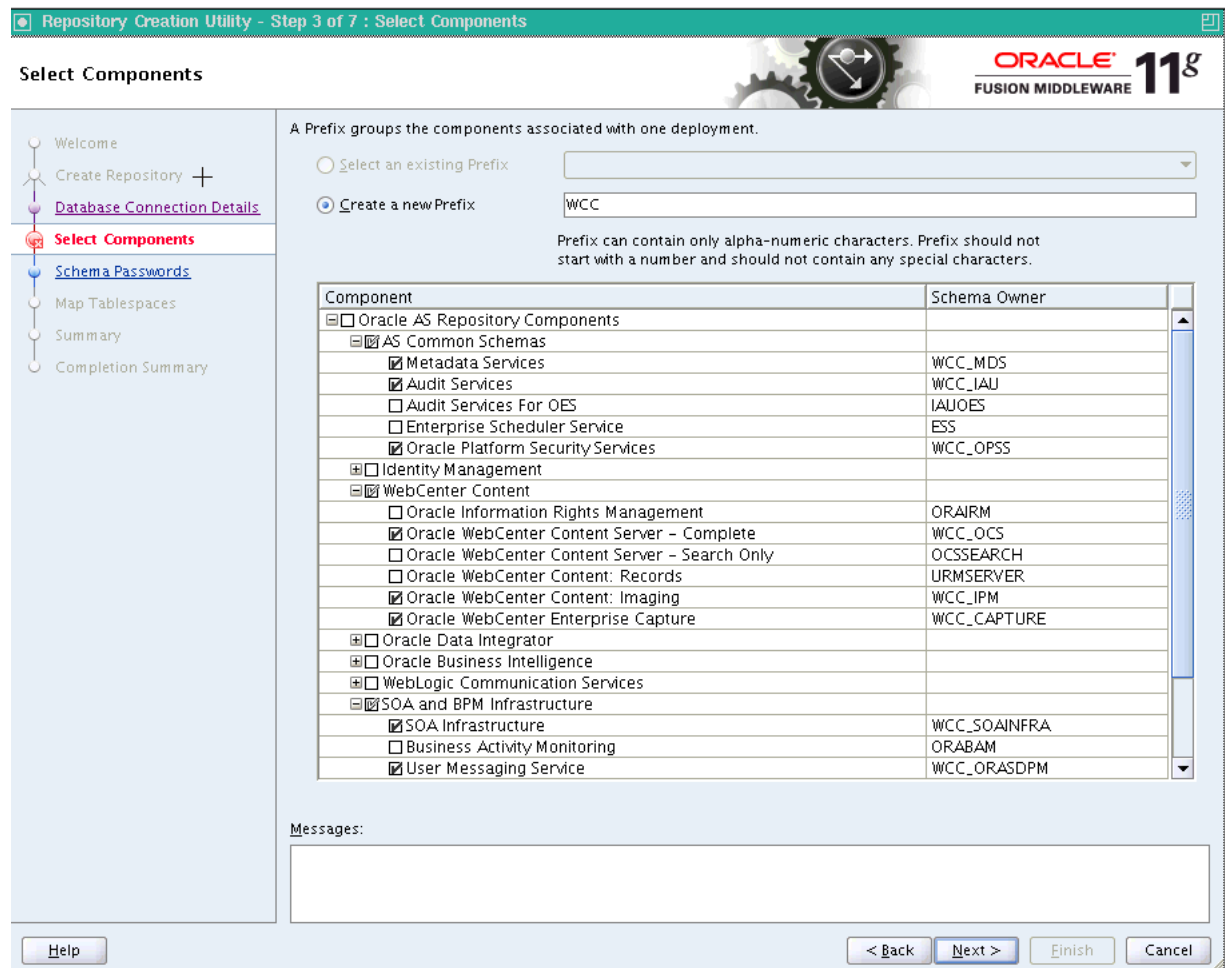 Repository Creation Utility - Step 3 of 7 : Select Components
Select Components
ORACLE 11g
FUSION MIDDLEWARE
Welcome
Create Repository
Database Connection Details
Select Components
Schema Passwords
Map Tablespaces
Summary
Completion Summary
A Prefix groups the components associated with one deployment.
Select an existing Prefix
Create a new Prefix WCC
Prefix can contain only alpha-numeric characters. Prefix should not
start with a number and should not contain any special characters.
Component Schema Owner
Oracle AS Repository Components
AS Common Schemas
Metadata Services WCC_MDS
Audit Services WCC_IAU
Audit Services For OES IAUOES
Enterprise Scheduler Service ESS
Oracle Platform Security Services WCC_OPSS
Identity Management
WebCenter Content
Oracle Information Rights Management ORAIRM
Oracle WebCenter Content Server - Complete WCC_OCS
Oracle WebCenter Content Server - Search Only OCSSEARCH
Oracle WebCenter Content: Records URMSERVER
Oracle WebCenter Content: Imaging WCC_IPM
Oracle WebCenter Enterprise Capture WCC_CAPTURE
Oracle Data Integrator
Oracle Business Intelligence
WebLogic Communication Services
SOA and BPM Infrastructure
SOA Infrastructure WCC_SOAINFRA
Business Activity Monitoring ORABAM
User Messaging Service WCC_ORASDPM
Messages:
Help < Back Next > Finish Cancel